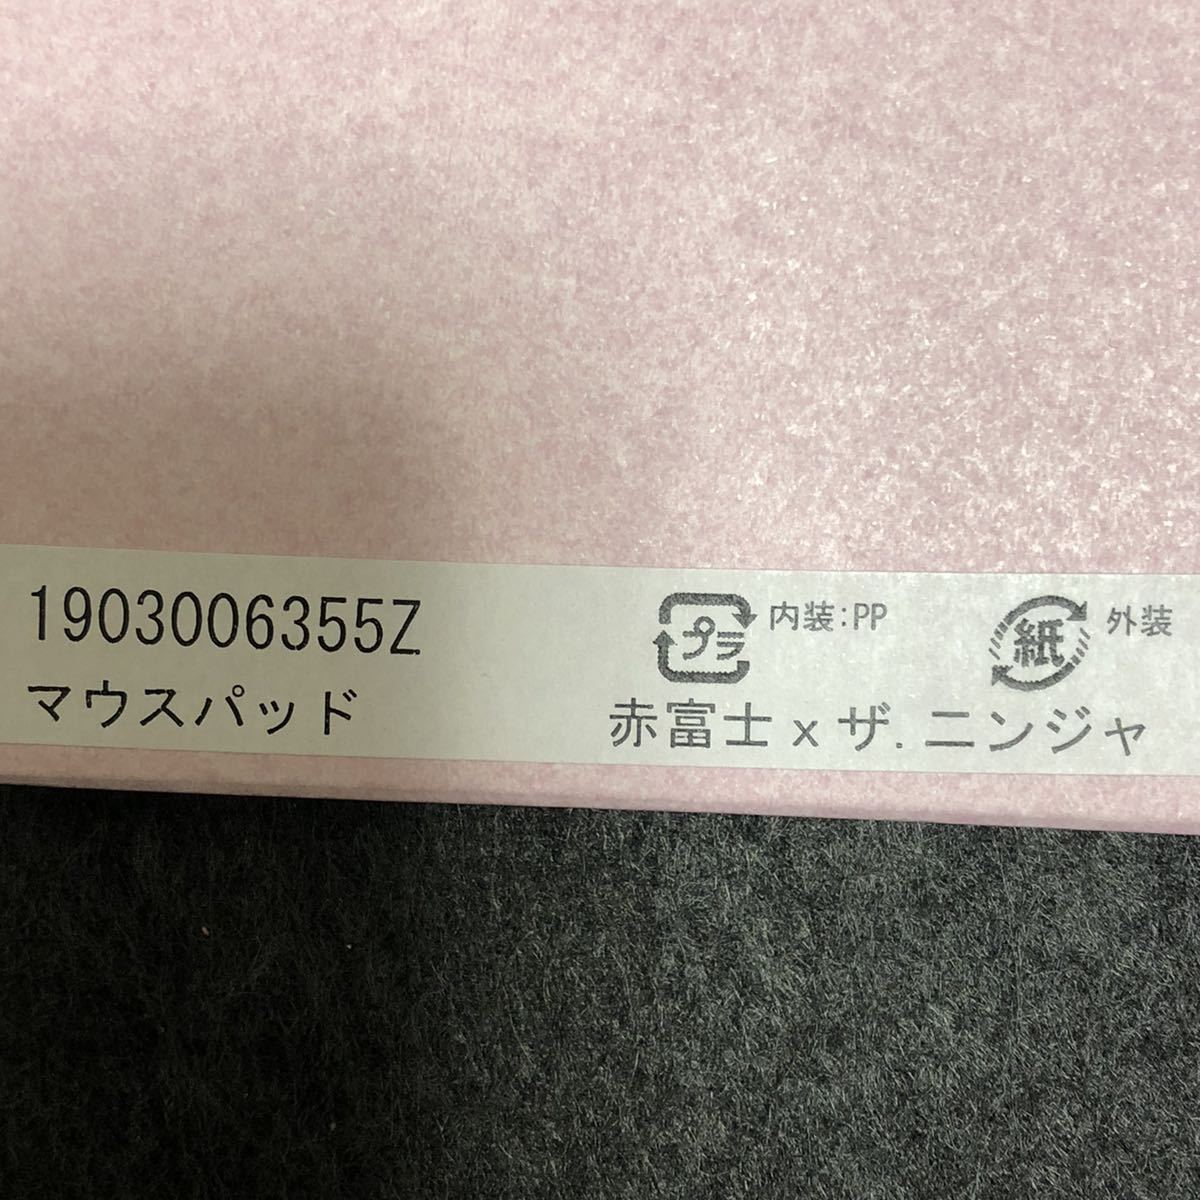 1903006355Z
プラ 内装:PP
紙 外装
マウスパッド
赤富士xザ.ニンジャ